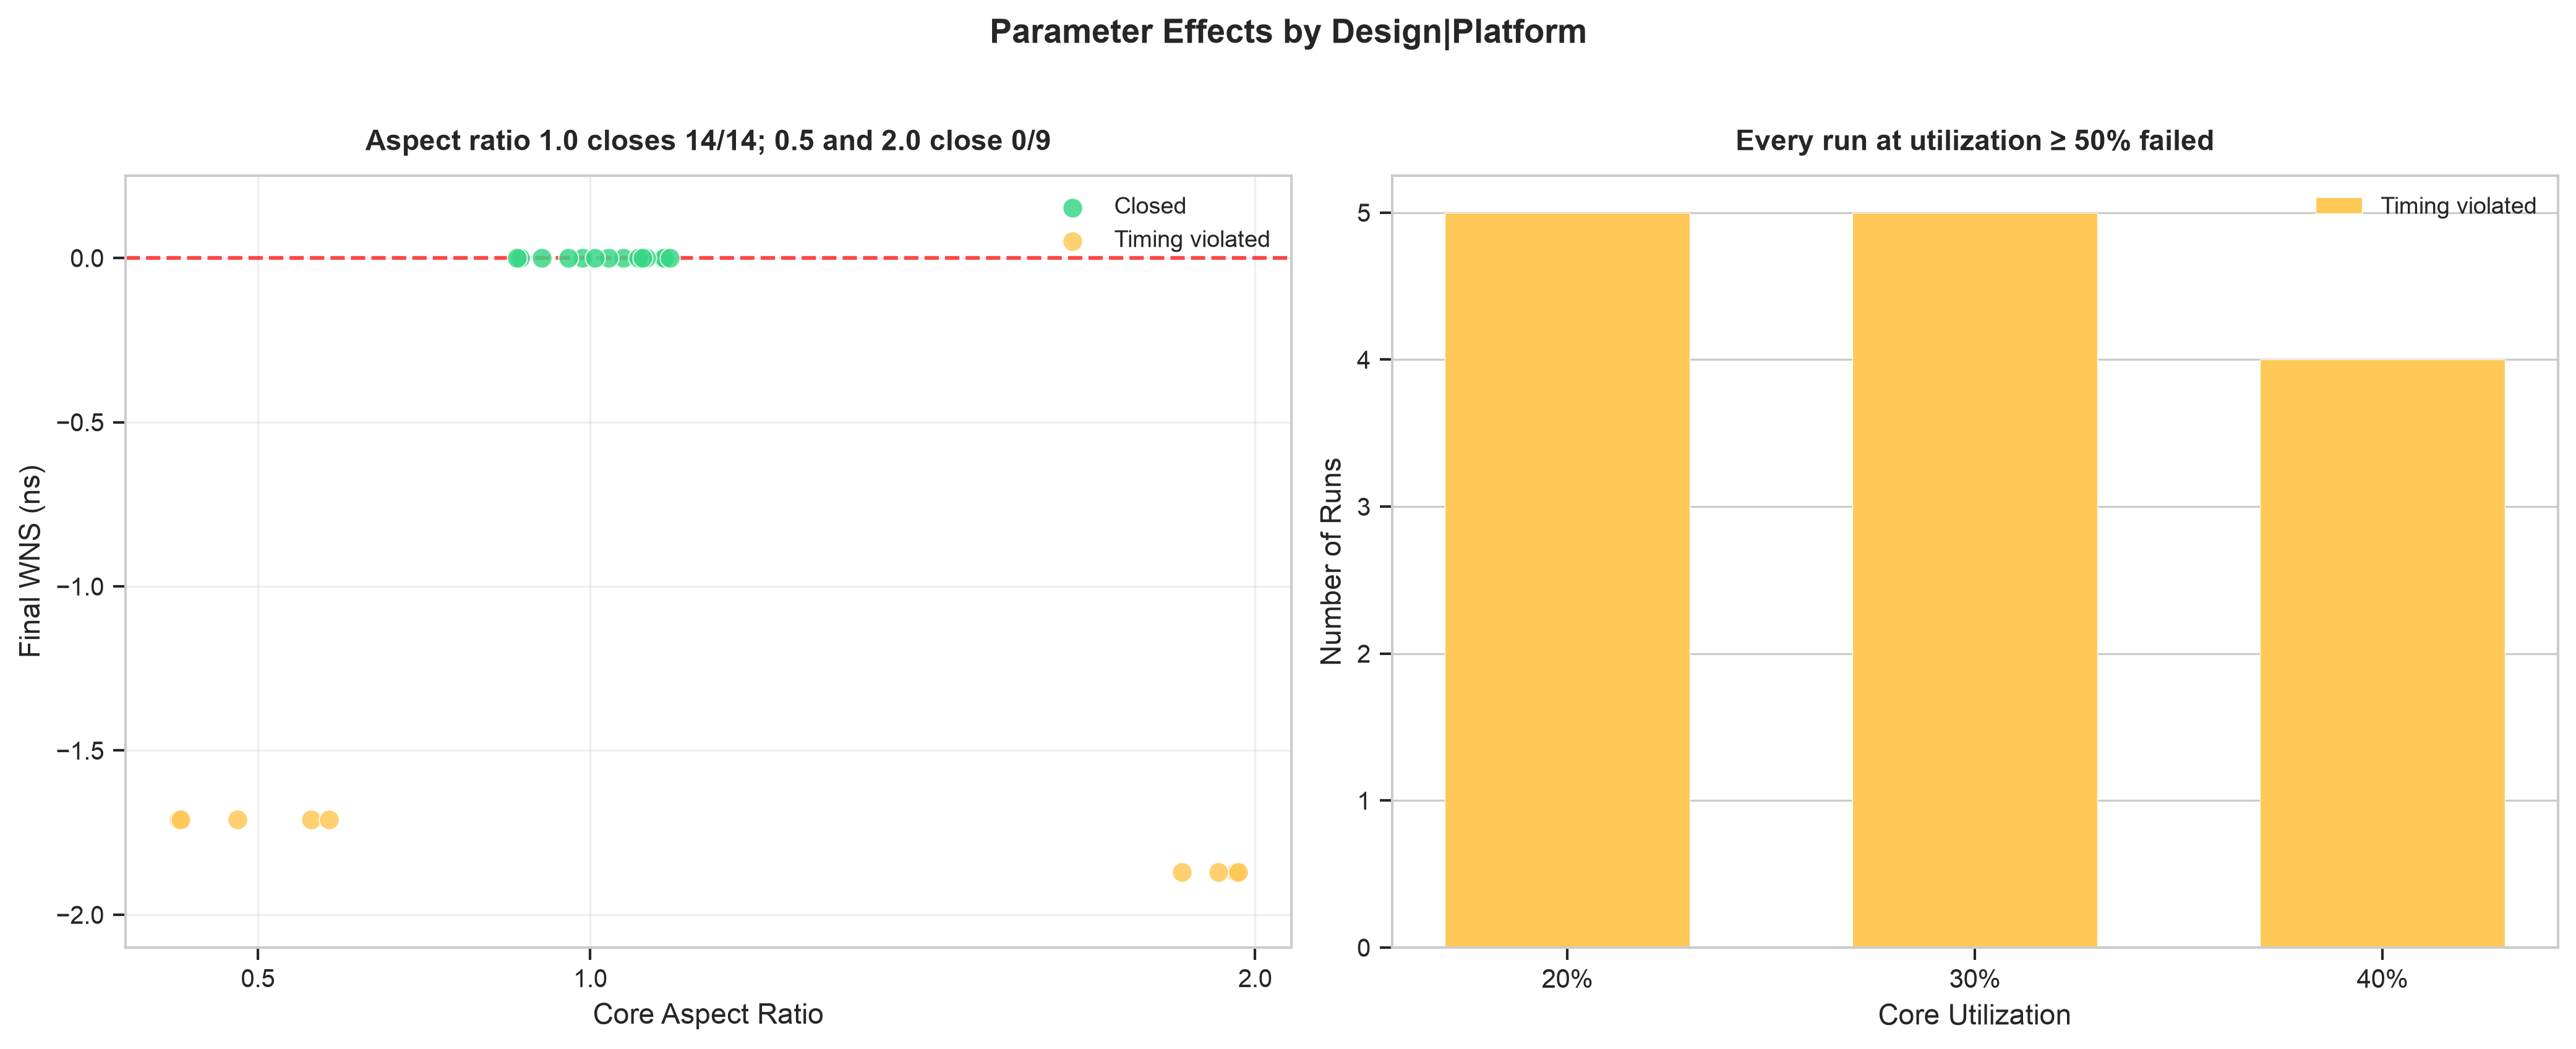 Parameter Effects by Design|Platform
Aspect ratio 1.0 closes 14/14; 0.5 and 2.0 close 0/9
Closed
Timing violated
0.0
−0.5
−1.0
−1.5
−2.0
Final WNS (ns)
0.5
1.0
2.0
Core Aspect Ratio
Every run at utilization ≥ 50% failed
Timing violated
5
4
3
2
1
0
Number of Runs
20%
30%
40%
Core Utilization